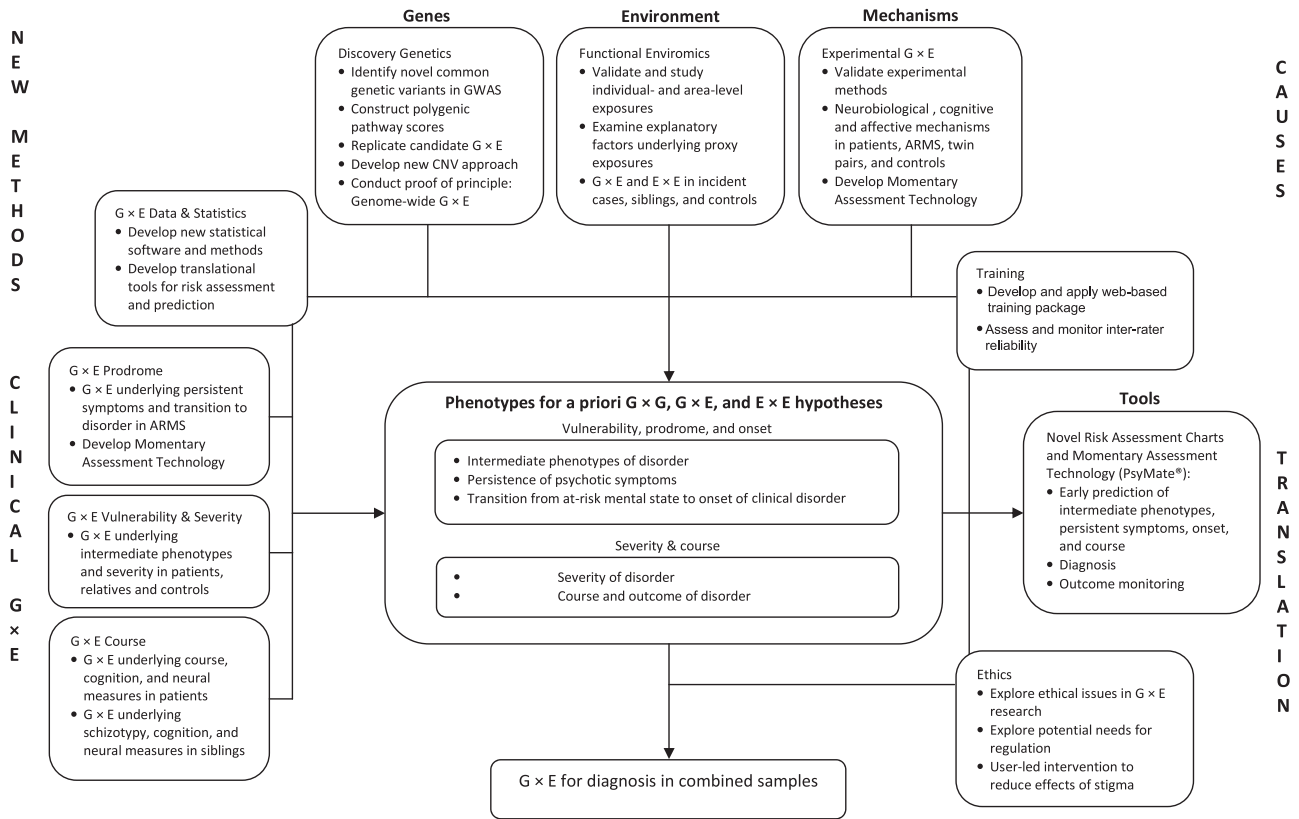 Genes
Environment
Mechanisms
NEW METHODS
CLINICAL G×E
CAUSES
TRANSLATION
Discovery Genetics
• Identify novel common
genetic variants in GWAS
• Construct polygenic
pathway scores
• Replicate candidate G × E
• Develop new CNV approach
• Conduct proof of principle:
Genome-wide G × E
Functional Enviromics
• Validate and study
individual- and area-level
exposures
• Examine explanatory
factors underlying proxy
exposures
• G × E and E × E in incident
cases, siblings, and controls
Experimental G × E
• Validate experimental
methods
• Neurobiological , cognitive
and affective mechanisms
in patients, ARMS, twin
pairs, and controls
• Develop Momentary
Assessment Technology
G × E Data & Statistics
• Develop new statistical
software and methods
• Develop translational
tools for risk assessment
and prediction
Training
• Develop and apply web-based
training package
• Assess and monitor inter-rater
reliability
G × E Prodrome
• G × E underlying persistent
symptoms and transition to
disorder in ARMS
• Develop Momentary
Assessment Technology
G × E Vulnerability & Severity
• G × E underlying
intermediate phenotypes
and severity in patients,
relatives and controls
G × E Course
• G × E underlying course,
cognition, and neural
measures in patients
• G × E underlying
schizotypy, cognition, and
neural measures in siblings
Phenotypes for a priori G × G, G × E, and E × E hypotheses
Vulnerability, prodrome, and onset
• Intermediate phenotypes of disorder
• Persistence of psychotic symptoms
• Transition from at-risk mental state to onset of clinical disorder
Severity & course
• Severity of disorder
• Course and outcome of disorder
Tools
Novel Risk Assessment Charts
and Momentary Assessment
Technology (PsyMate®):
• Early prediction of
intermediate phenotypes,
persistent symptoms, onset,
and course
• Diagnosis
• Outcome monitoring
Ethics
• Explore ethical issues in G × E
research
• Explore potential needs for
regulation
• User-led intervention to
reduce effects of stigma
G × E for diagnosis in combined samples